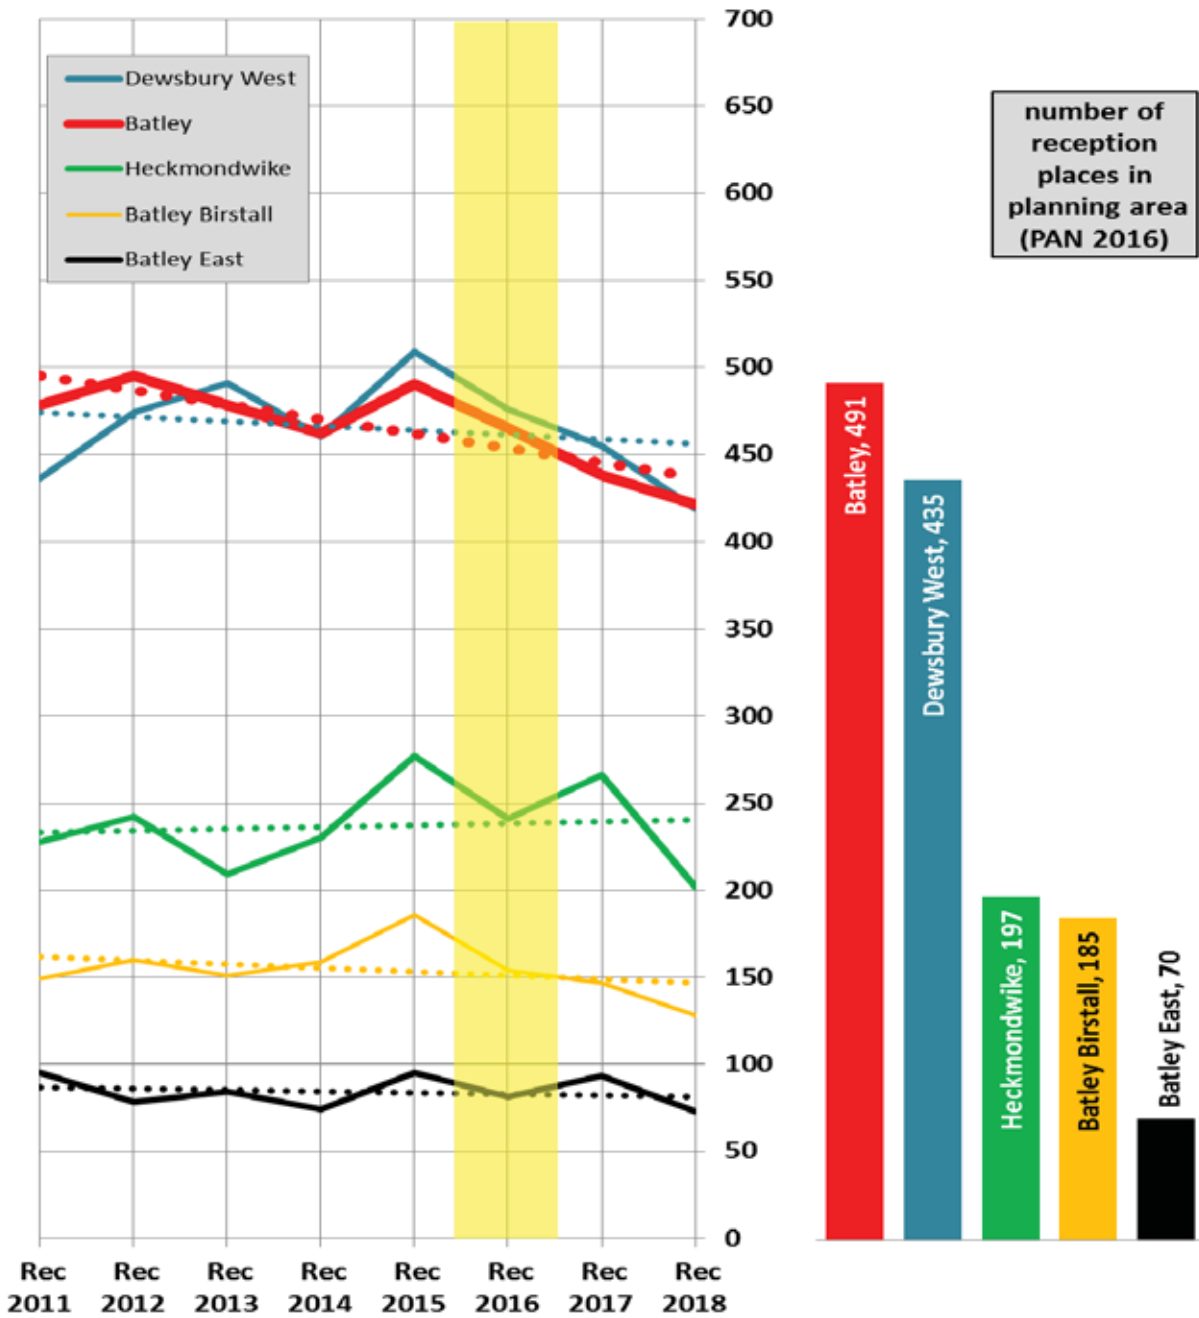 Dewsbury West
Batley
Heckmondwike
Batley Birstall
Batley East
700
650
600
550
500
450
400
350
300
250
200
150
100
50
0
Rec
2011
Rec
2012
Rec
2013
Rec
2014
Rec
2015
Rec
2016
Rec
2017
Rec
2018
number of
reception
places in
planning area
(PAN 2016)
Batley, 491
Dewsbury West, 435
Heckmondwike, 197
Batley Birstall, 185
Batley East, 70